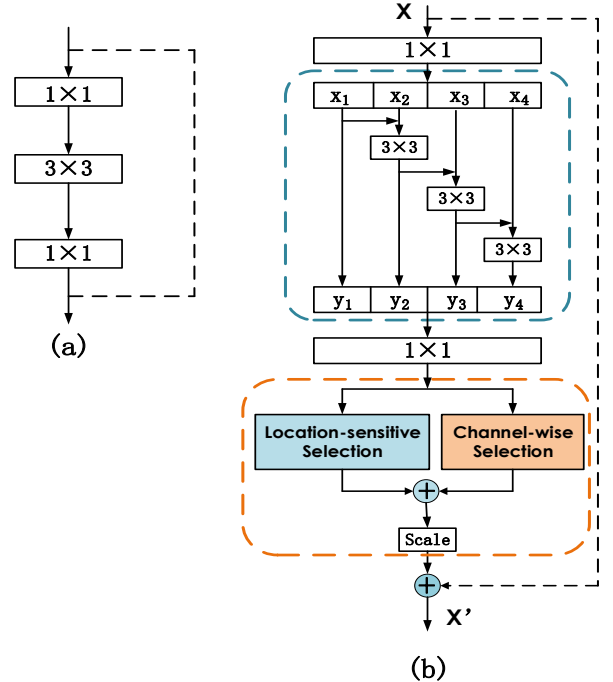 1×1
3×3
1×1
(a)
X
1×1
x1 x2 x3 x4
3×3
3×3
3×3
y1 y2 y3 y4
1×1
Location-sensitive
Selection
Channel-wise
Selection
+
Scale
+
X’
(b)